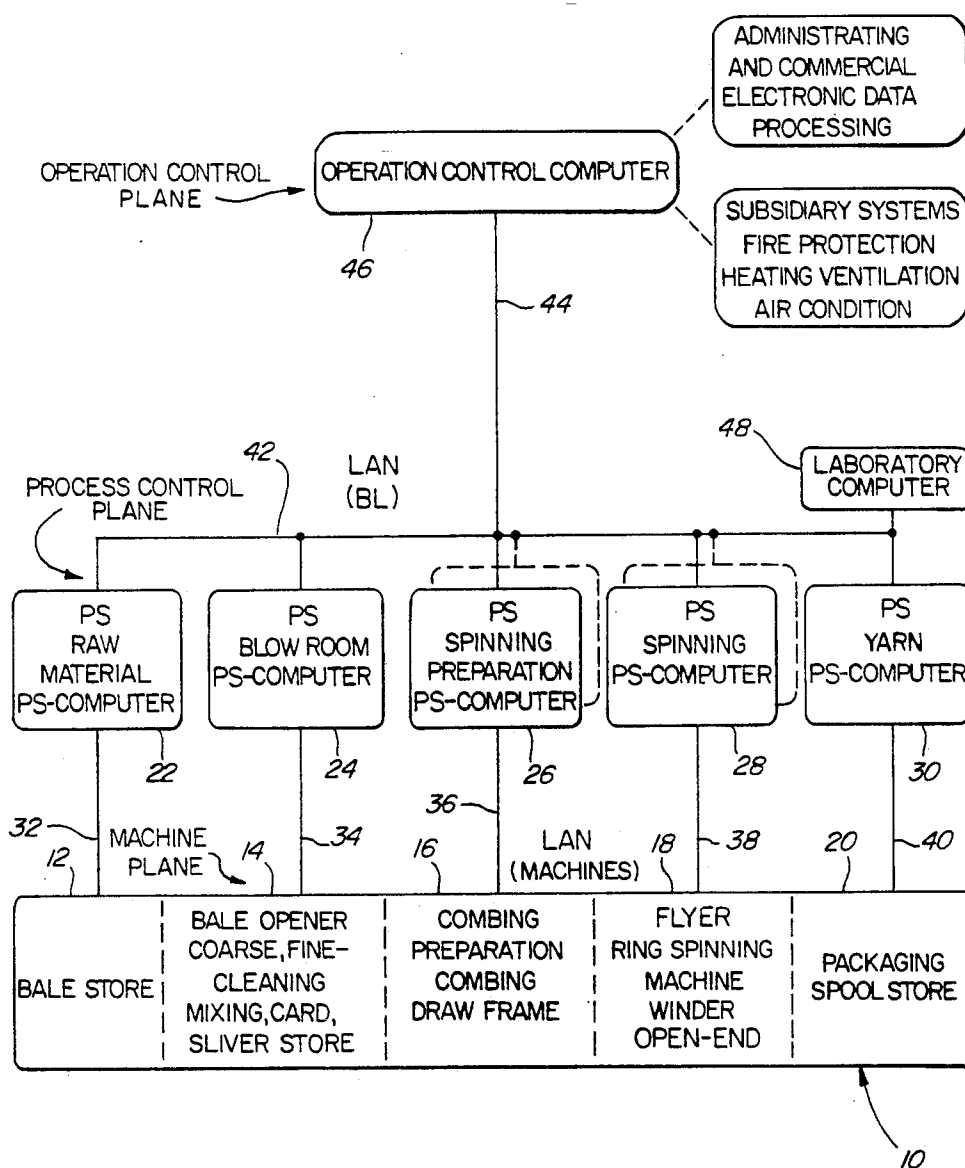 ADMINISTRATING
AND COMMERCIAL
ELECTRONIC DATA
PROCESSING
OPERATION CONTROL
PLANE
OPERATION CONTROL COMPUTER
46
44
SUBSIDIARY SYSTEMS
FIRE PROTECTION
HEATING VENTILATION
AIR CONDITION
48
LABORATORY
COMPUTER
42
LAN
(BL)
PROCESS CONTROL
PLANE
PS
RAW
MATERIAL
PS-COMPUTER
22
PS
BLOW ROOM
PS-COMPUTER
24
PS
SPINNING
PREPARATION
PS-COMPUTER
26
PS
SPINNING
PS-COMPUTER
28
PS
YARN
PS-COMPUTER
30
32
34
36
38
40
MACHINE
PLANE
LAN
(MACHINES)
12
14
16
18
20
BALE STORE
BALE OPENER
COARSE, FINE-
CLEANING
MIXING, CARD,
SLIVER STORE
COMBING
PREPARATION
COMBING
DRAW FRAME
FLYER
RING SPINNING
MACHINE
WINDER
OPEN-END
PACKAGING
SPOOL STORE
10